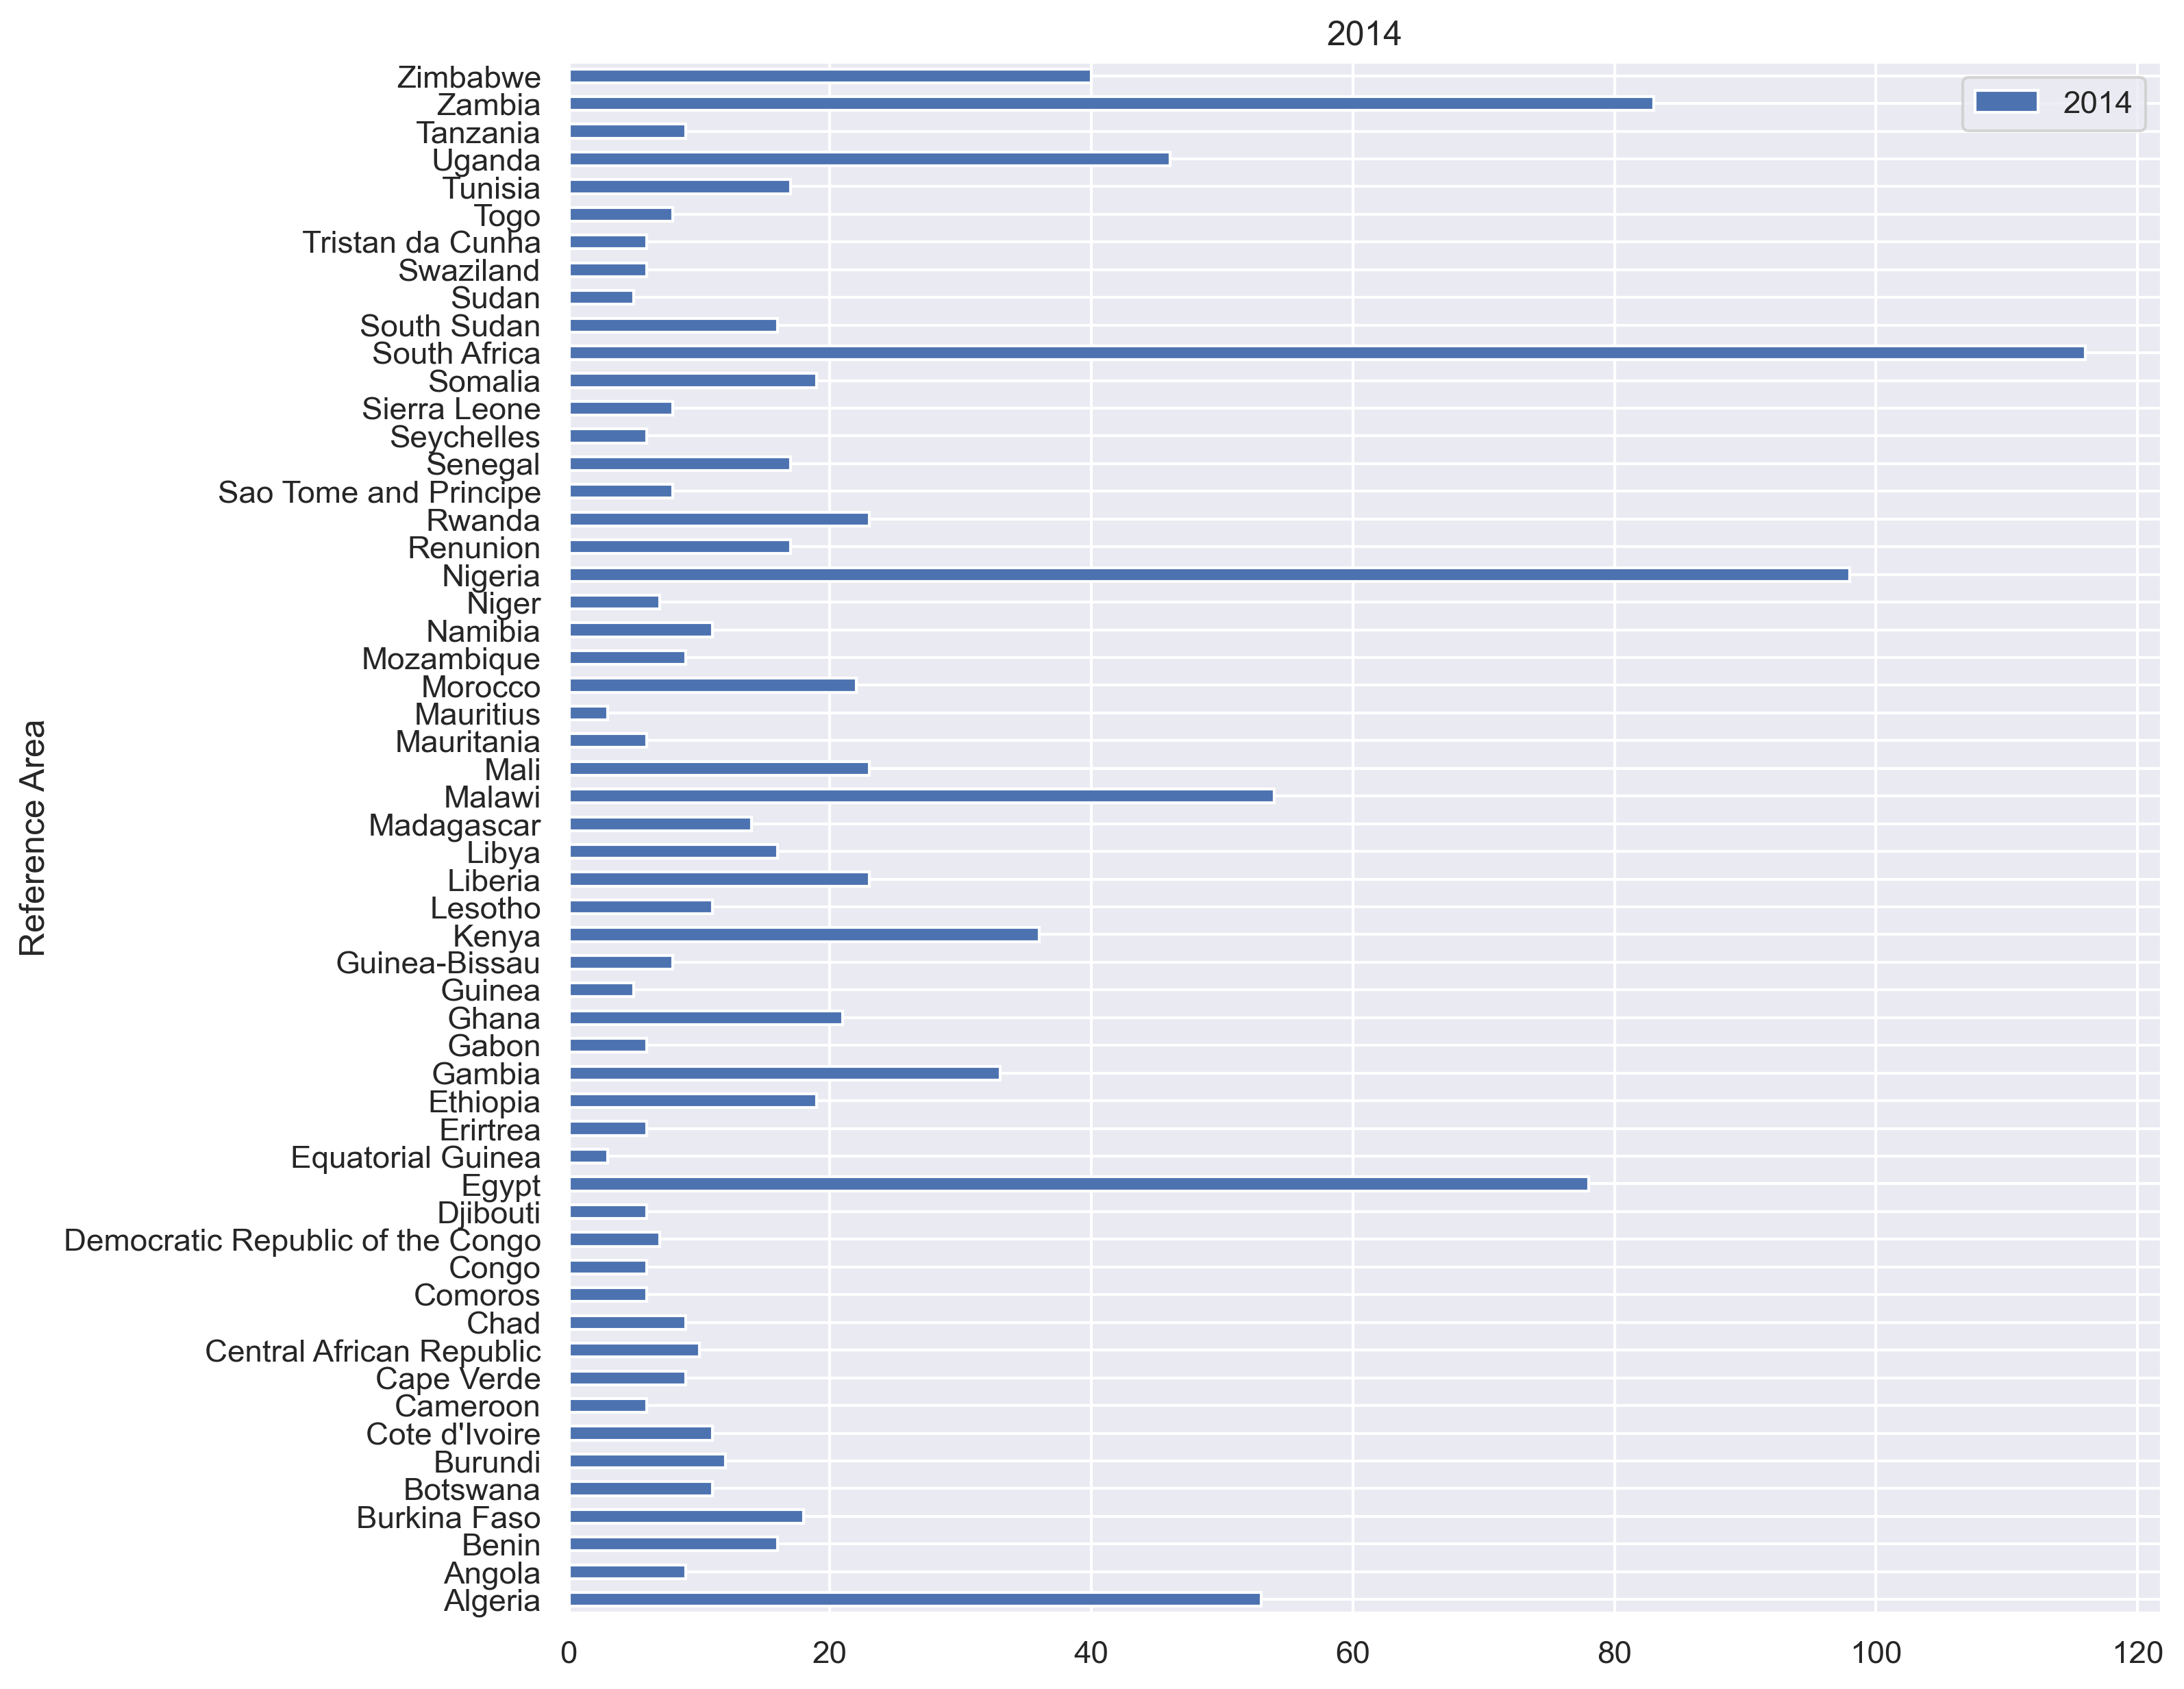 2014
2014
Zimbabwe
Zambia
Tanzania
Uganda
Tunisia
Togo
Tristan da Cunha
Swaziland
Sudan
South Sudan
South Africa
Somalia
Sierra Leone
Seychelles
Senegal
Sao Tome and Principe
Rwanda
Renunion
Nigeria
Niger
Namibia
Mozambique
Morocco
Mauritius
Mauritania
Mali
Malawi
Madagascar
Libya
Liberia
Lesotho
Kenya
Guinea-Bissau
Guinea
Ghana
Gabon
Gambia
Ethiopia
Erirtrea
Equatorial Guinea
Egypt
Djibouti
Democratic Republic of the Congo
Congo
Comoros
Chad
Central African Republic
Cape Verde
Cameroon
Cote d'Ivoire
Burundi
Botswana
Burkina Faso
Benin
Angola
Algeria
Reference Area
0 20 40 60 80 100 120